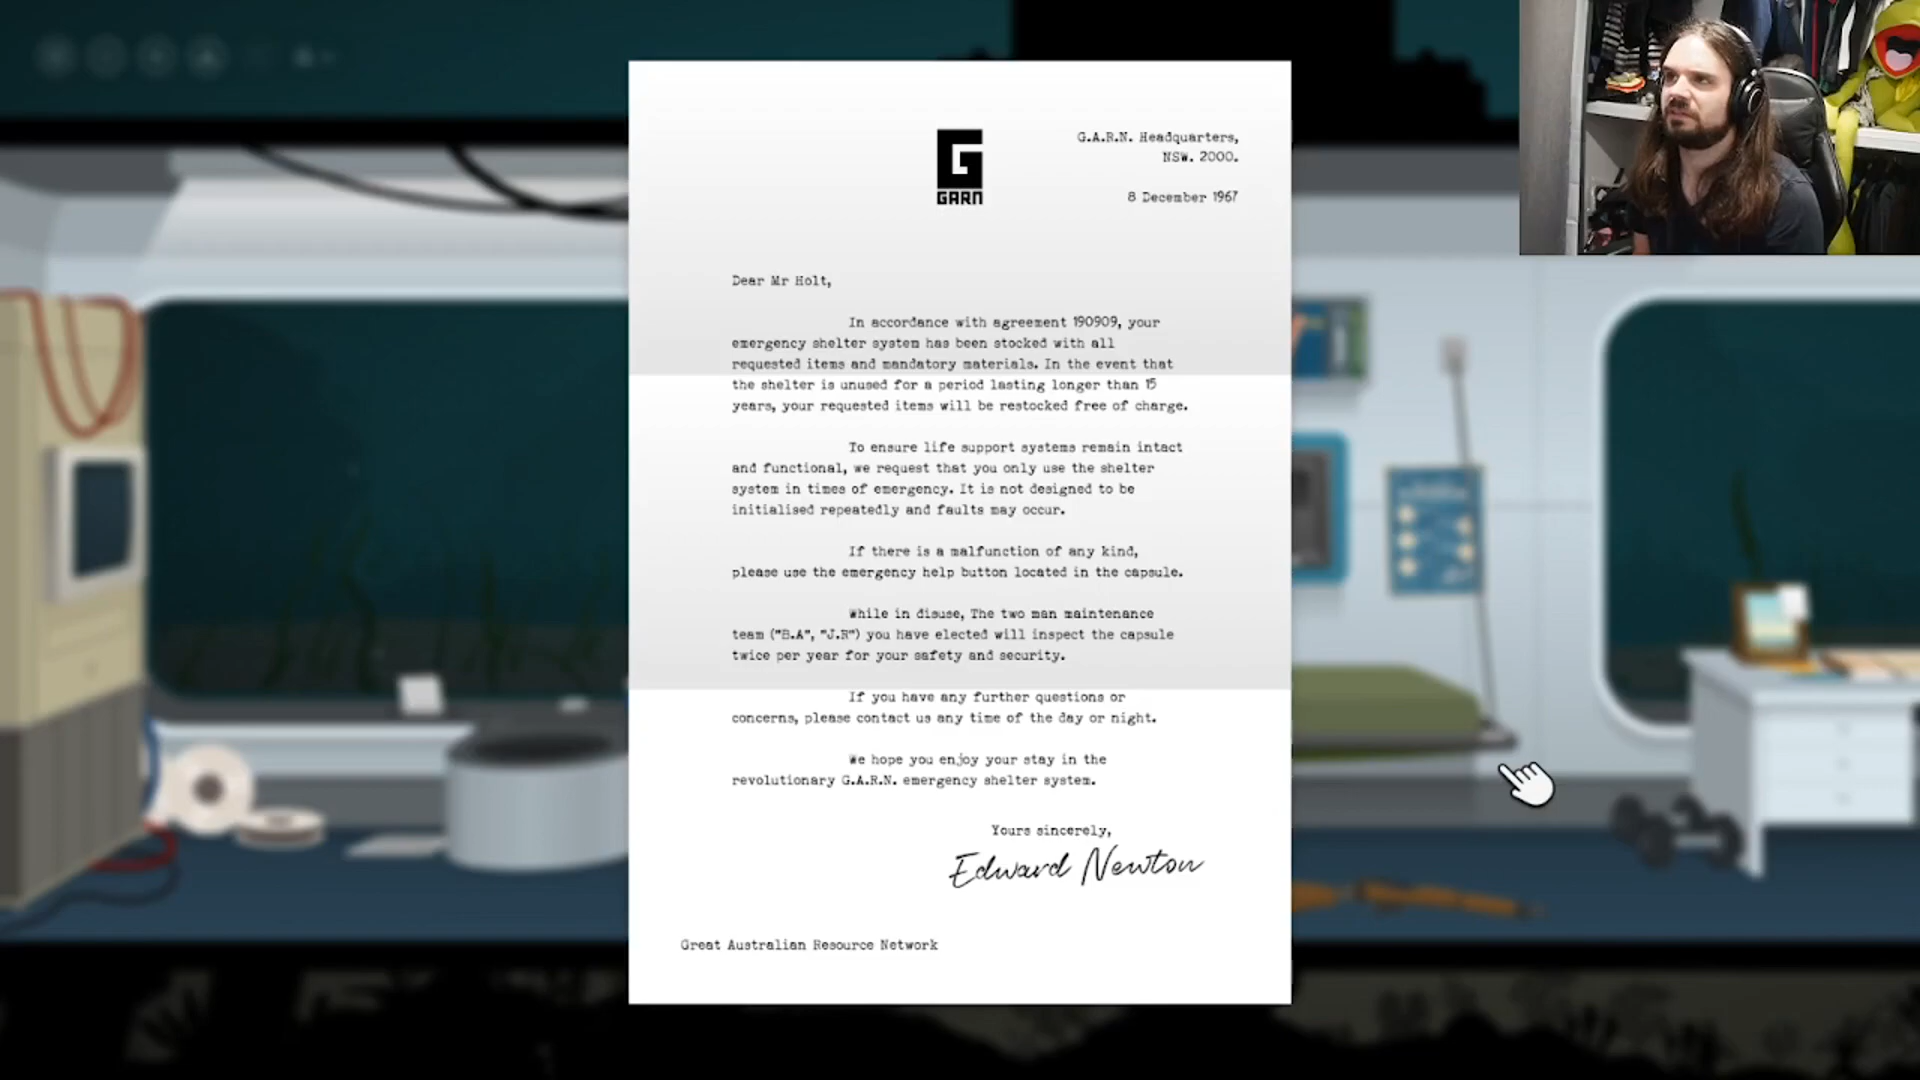 G
GARN
G.A.R.N. Headquarters,
NSW. 2000.
8 December 1967
Dear Mr Holt,
In accordance with agreement 190909, your
emergency shelter system has been stocked with all
requested items and mandatory materials. In the event that
the shelter is unused for a period lasting longer than 15
years, your requested items will be restocked free of charge.
To ensure life support systems remain intact
and functional, we request that you only use the shelter
system in times of emergency. It is not designed to be
initialised repeatedly and faults may occur.
If there is a malfunction of any kind,
please use the emergency help button located in the capsule.
While in disuse, The two man maintenance
team ("B.A", "J.R") you have elected will inspect the capsule
twice per year for your safety and security.
If you have any further questions or
concerns, please contact us any time of the day or night.
We hope you enjoy your stay in the
revolutionary G.A.R.N. emergency shelter system.
Yours sincerely,
Edward Newton
Great Australian Resource Network